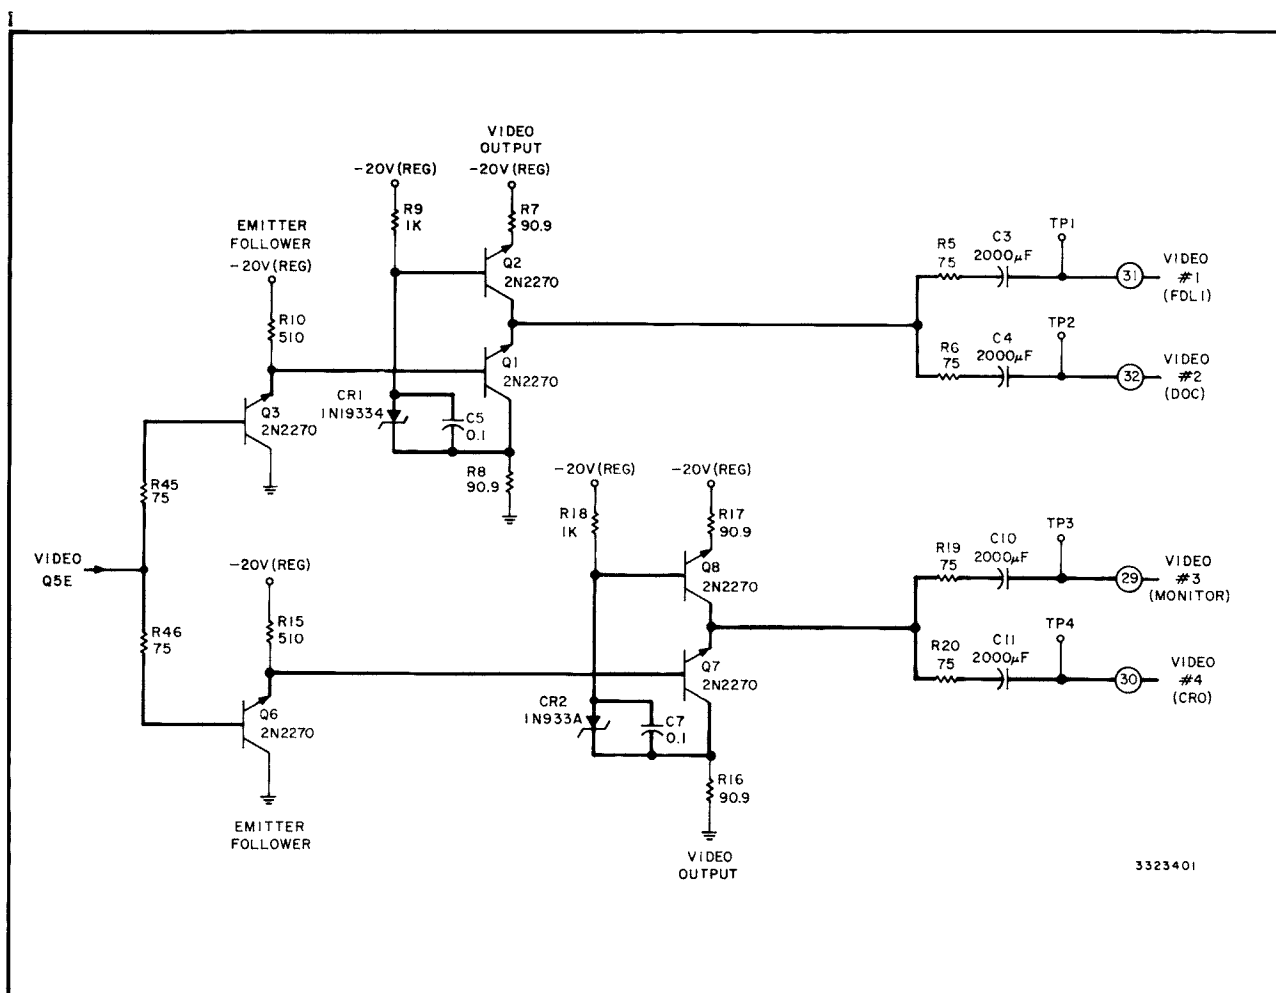 VIDEO
OUTPUT
-20V(REG)
-20V(REG)
R9
1K
R7
90.9
EMITTER
FOLLOWER
-20V(REG)
Q2
2N2270
R10
510
Q1
2N2270
CR1
1N19334
C5
0.1
Q3
2N2270
R8
90.9
R45
75
VIDEO
Q5E
R46
75
-20V(REG)
R15
510
Q6
2N2270
EMITTER
FOLLOWER
-20V(REG)
-20V(REG)
R18
1K
R17
90.9
Q8
2N2270
Q7
2N2270
CR2
1N933A
C7
0.1
R16
90.9
VIDEO
OUTPUT
R5
75
C3
2000μF
TP1
31
VIDEO
#1
(FDL1)
R6
75
C4
2000μF
TP2
32
VIDEO
#2
(DOC)
R19
75
C10
2000μF
TP3
29
VIDEO
#3
(MONITOR)
R20
75
C11
2000μF
TP4
30
VIDEO
#4
(CRO)
3323401